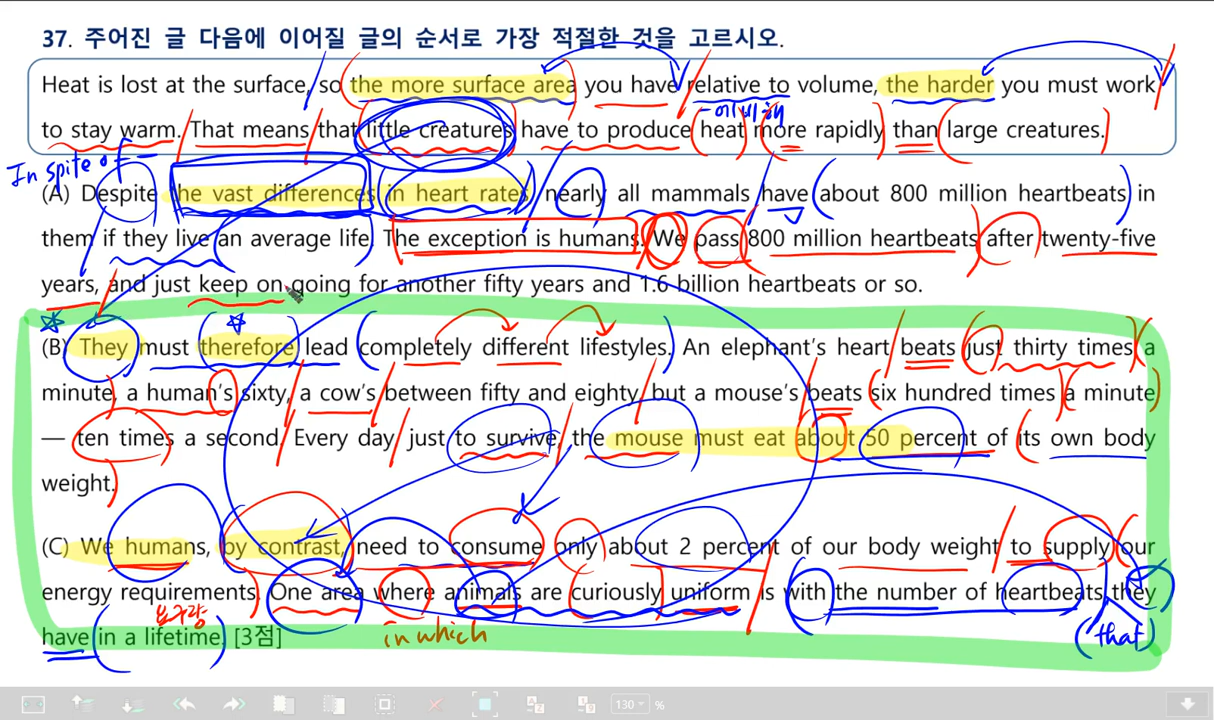 37. 주어진 글 다음에 이어질 글의 순서로 가장 적절한 것을 고르시오.
Heat is lost at the surface, so the more surface area you have relative to volume, the harder you must work
to stay warm. That means that little creatures have to produce heat more rapidly than large creatures.
In spite of
(A) Despite the vast differences in heart rates, nearly all mammals have about 800 million heartbeats in
them if they live an average life. The exception is humans. We pass 800 million heartbeats after twenty-five
years, and just keep on going for another fifty years and 1.6 billion heartbeats or so.
(B) They must therefore lead completely different lifestyles. An elephant's heart beats just thirty times a
minute, a human's sixty, a cow's between fifty and eighty, but a mouse's beats six hundred times a minute
— ten times a second. Every day, just to survive, the mouse must eat about 50 percent of its own body
weight.
(C) We humans, by contrast, need to consume only about 2 percent of our body weight to supply our
energy requirements. One area where animals are curiously uniform is with the number of heartbeats they
요구량
have in a lifetime. [3점]
in which
(that)
130 %